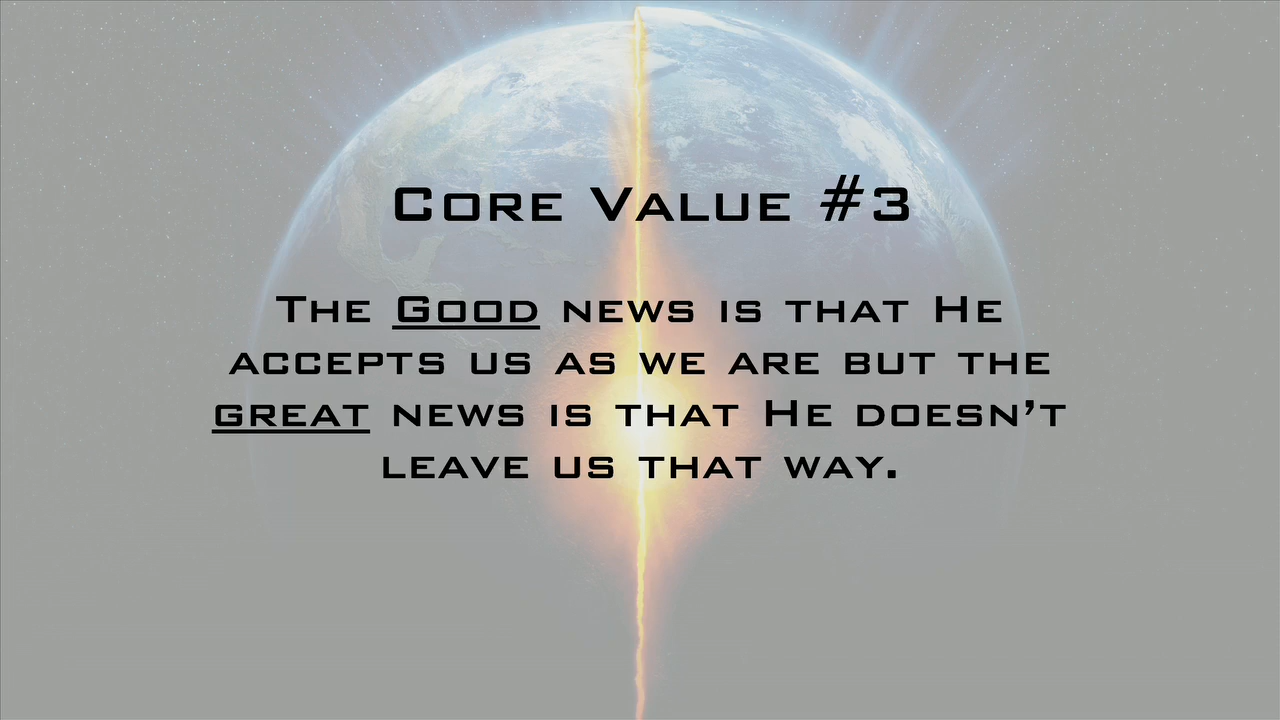 Core Value #3
The Good news is that He
accepts us as we are but the
great news is that He doesn’t
leave us that way.